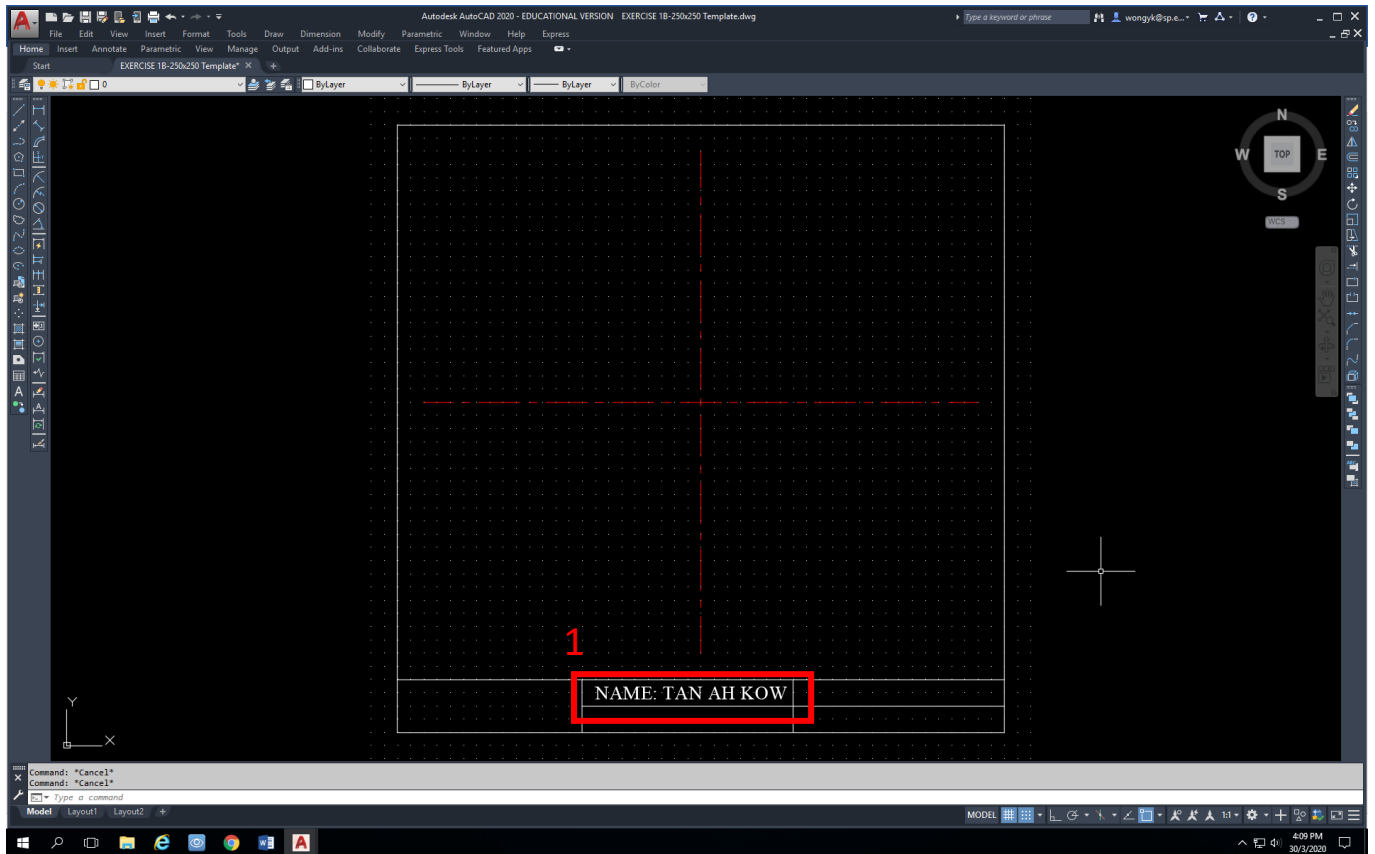 Autodesk AutoCAD 2020 - EDUCATIONAL VERSION EXERCISE 1B-250x250 Template.dwg
Type a keyword or phrase
wongyk@sp.e...
File Edit View Insert Format Tools Draw Dimension Modify Parametric Window Help Express
Home Insert Annotate Parametric View Manage Output Add-ins Collaborate Express Tools Featured Apps
Start EXERCISE 1B-250x250 Template*
0 ByLayer ByLayer ByLayer ByColor
N
W TOP E
S
WCS
1
NAME: TAN AH KOW
Y
X
Command: *Cancel*
Command: *Cancel*
Type a command
Model Layout1 Layout2 +
MODEL 1:1
4:09 PM
30/3/2020